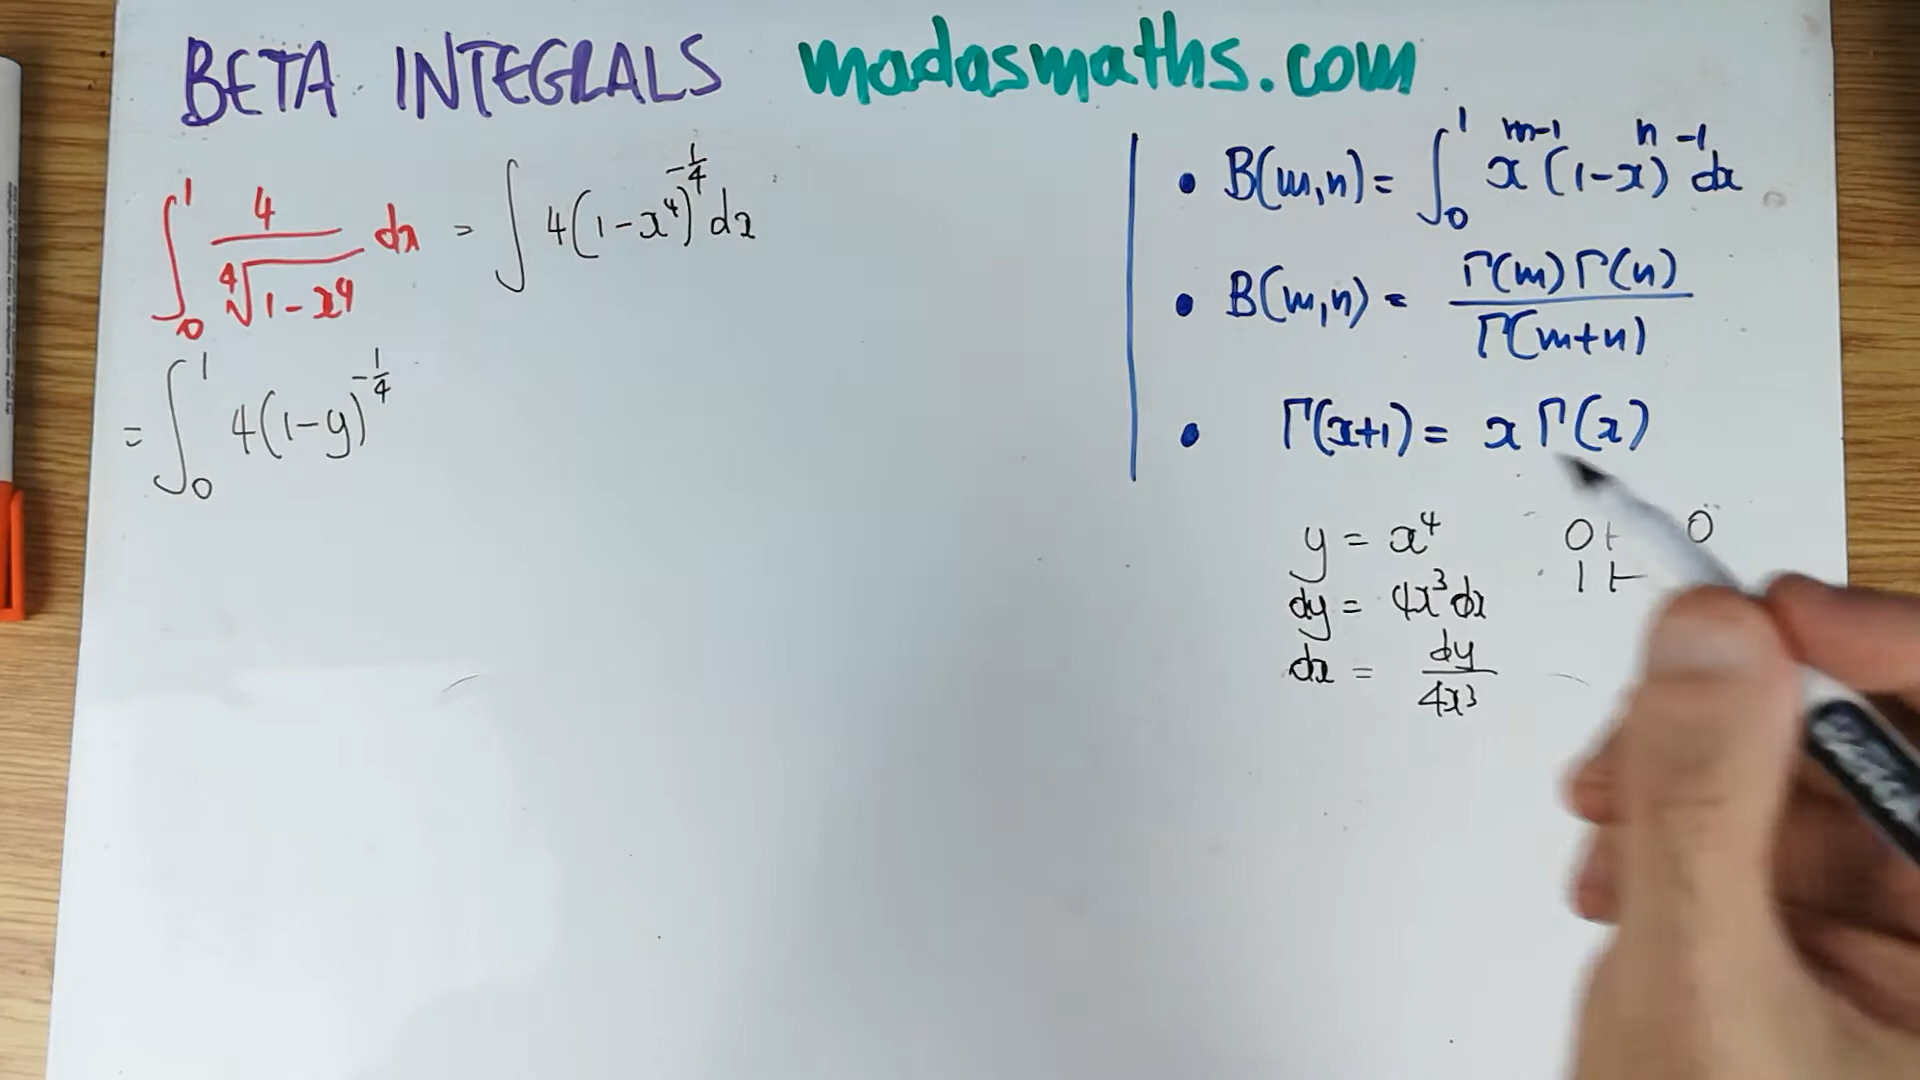 BETA INTEGRALS madasmaths.com
∫₀¹ 4/∜(1-x⁴) dx = ∫ 4(1-x⁴)^(-1/4) dx
= ∫₀¹ 4(1-y)^(-1/4)
• B(m,n) = ∫₀¹ x^(m-1) (1-x)^(n-1) dx
• B(m,n) = Γ(m)Γ(n)/Γ(m+n)
• Γ(x+1) = x Γ(x)
y = x⁴
dy = 4x³dx
dx = dy/4x³
0 ↦ 0
1 ↦